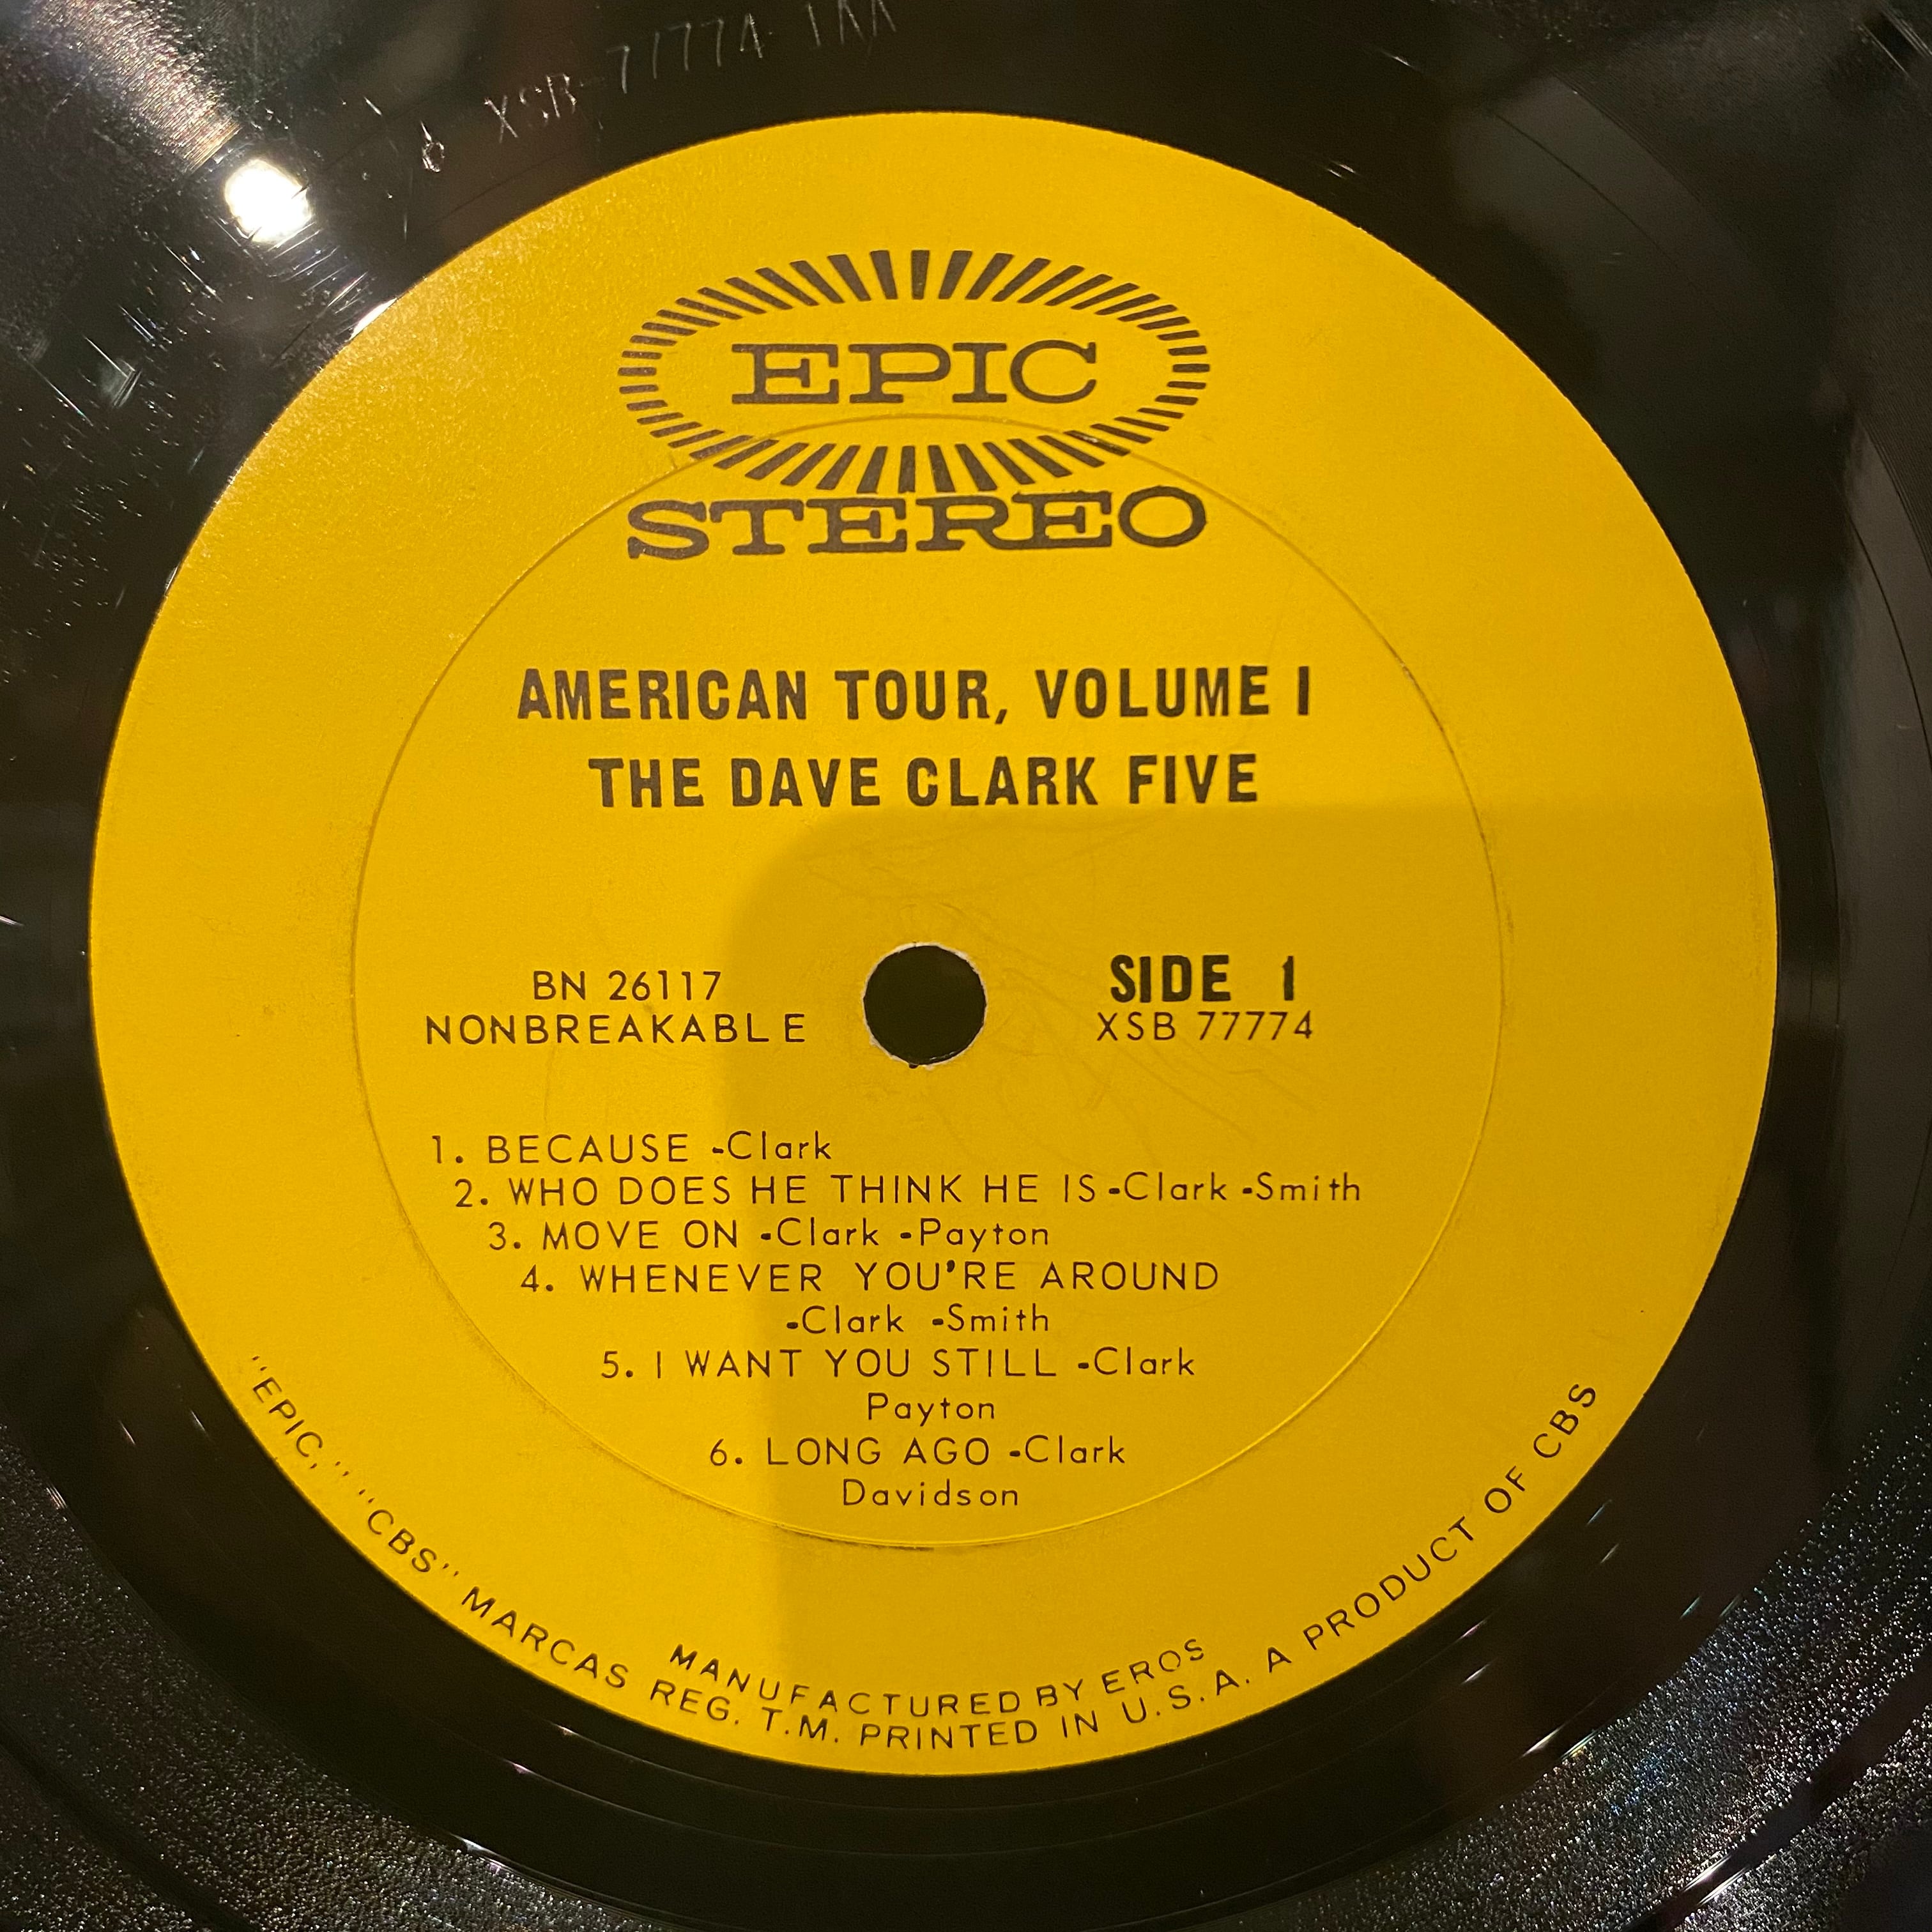 XSB-77774-1AA
EPIC
STEREO
AMERICAN TOUR, VOLUME I
THE DAVE CLARK FIVE
BN 26117
NONBREAKABLE
SIDE 1
XSB 77774
1. BECAUSE -Clark
2. WHO DOES HE THINK HE IS -Clark -Smith
3. MOVE ON -Clark -Payton
4. WHENEVER YOU'RE AROUND
-Clark -Smith
5. I WANT YOU STILL -Clark
Payton
6. LONG AGO -Clark
Davidson
MANUFACTURED BY EROS
"EPIC," "CBS" MARCAS REG. T.M. PRINTED IN U.S.A. A PRODUCT OF CBS